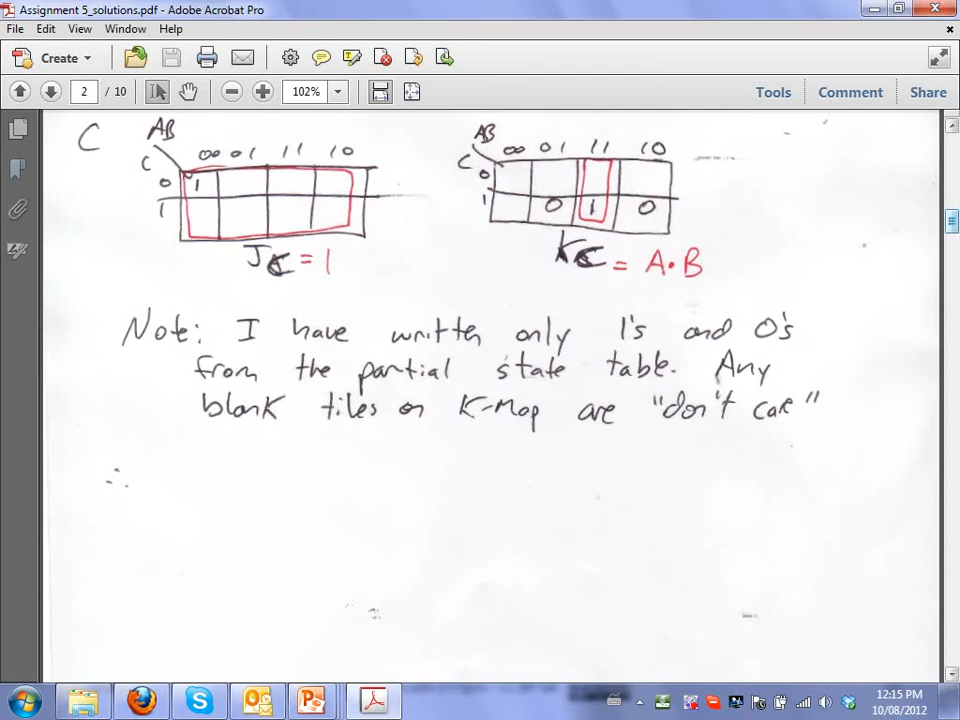 Assignment 5_solutions.pdf - Adobe Acrobat Pro
File Edit View Window Help
Create
2 / 10 102% Tools Comment Share
C
AB
C 00 01 11 10
0 1
1
J C = 1
AB
C 00 01 11 10
0
1 0 1 0
K C = A·B
Note: I have written only 1's and 0's
from the partial state table. Any
blank tiles on K-Map are "don't care"
∴
12:15 PM
10/08/2012